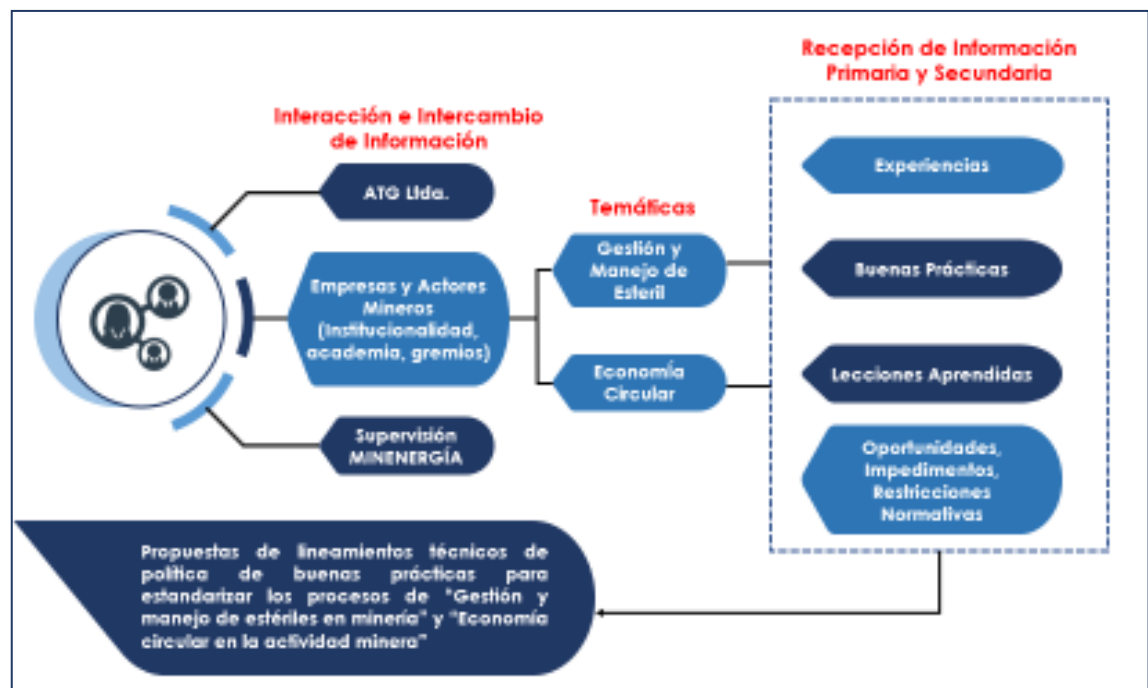 Interacción e Intercambio
de Información
ATG Ltda.
Empresas y Actores
Mineros
(Institucionalidad,
academia, gremios)
Supervisión
MINENERGÍA
Temáticas
Gestión y
Manejo de
Esteril
Economía
Circular
Recepción de Información
Primaria y Secundaria
Experiencias
Buenas Prácticas
Lecciones Aprendidas
Oportunidades,
Impedimentos,
Restricciones
Normativas
Propuestas de lineamientos técnicos de
política de buenas prácticas para
estandarizar los procesos de "Gestión y
manejo de estériles en minería" y "Economía
circular en la actividad minera"